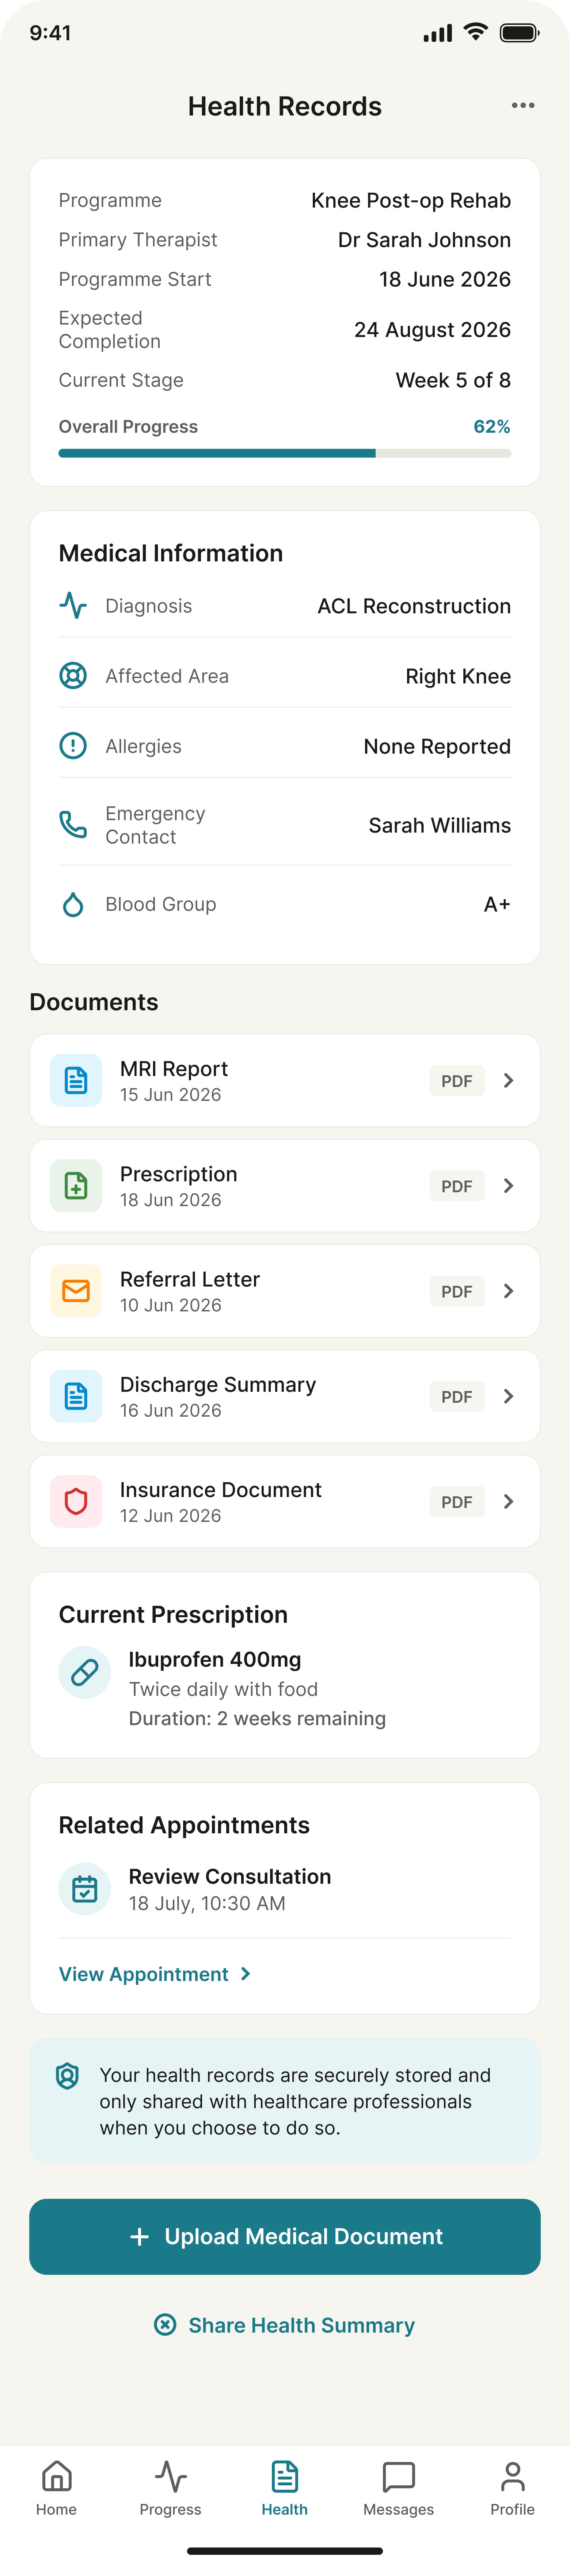 9:41
Health Records
Programme Knee Post-op Rehab
Primary Therapist Dr Sarah Johnson
Programme Start 18 June 2026
Expected
Completion 24 August 2026
Current Stage Week 5 of 8
Overall Progress 62%
Medical Information
Diagnosis ACL Reconstruction
Affected Area Right Knee
Allergies None Reported
Emergency
Contact Sarah Williams
Blood Group A+
Documents
MRI Report
15 Jun 2026
PDF
Prescription
18 Jun 2026
PDF
Referral Letter
10 Jun 2026
PDF
Discharge Summary
16 Jun 2026
PDF
Insurance Document
12 Jun 2026
PDF
Current Prescription
Ibuprofen 400mg
Twice daily with food
Duration: 2 weeks remaining
Related Appointments
Review Consultation
18 July, 10:30 AM
View Appointment
Your health records are securely stored and
only shared with healthcare professionals
when you choose to do so.
Upload Medical Document
Share Health Summary
Home Progress Health Messages Profile